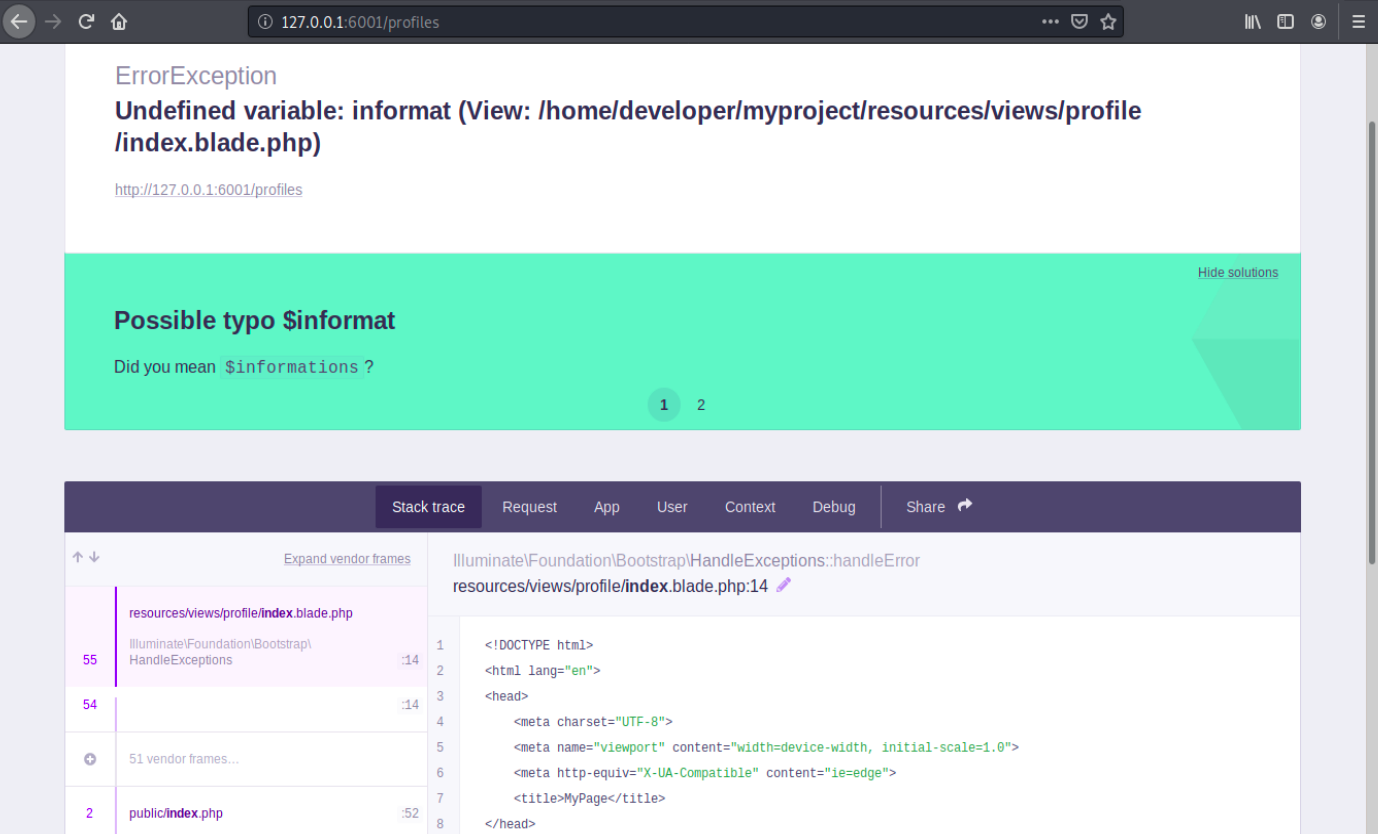 127.0.0.1:6001/profiles
ErrorException
Undefined variable: informat (View: /home/developer/myproject/resources/views/profile
/index.blade.php)
http://127.0.0.1:6001/profiles
Hide solutions
Possible typo $informat
Did you mean $informations ?
1 2
Stack trace Request App User Context Debug Share
Expand vendor frames
resources/views/profile/index.blade.php
Illuminate\Foundation\Bootstrap\
55 HandleExceptions :14
54 :14
51 vendor frames…
2 public/index.php :52
Illuminate\Foundation\Bootstrap\HandleExceptions::handleError
resources/views/profile/index.blade.php:14
1 <!DOCTYPE html>
2 <html lang="en">
3 <head>
4 <meta charset="UTF-8">
5 <meta name="viewport" content="width=device-width, initial-scale=1.0">
6 <meta http-equiv="X-UA-Compatible" content="ie=edge">
7 <title>MyPage</title>
8 </head>